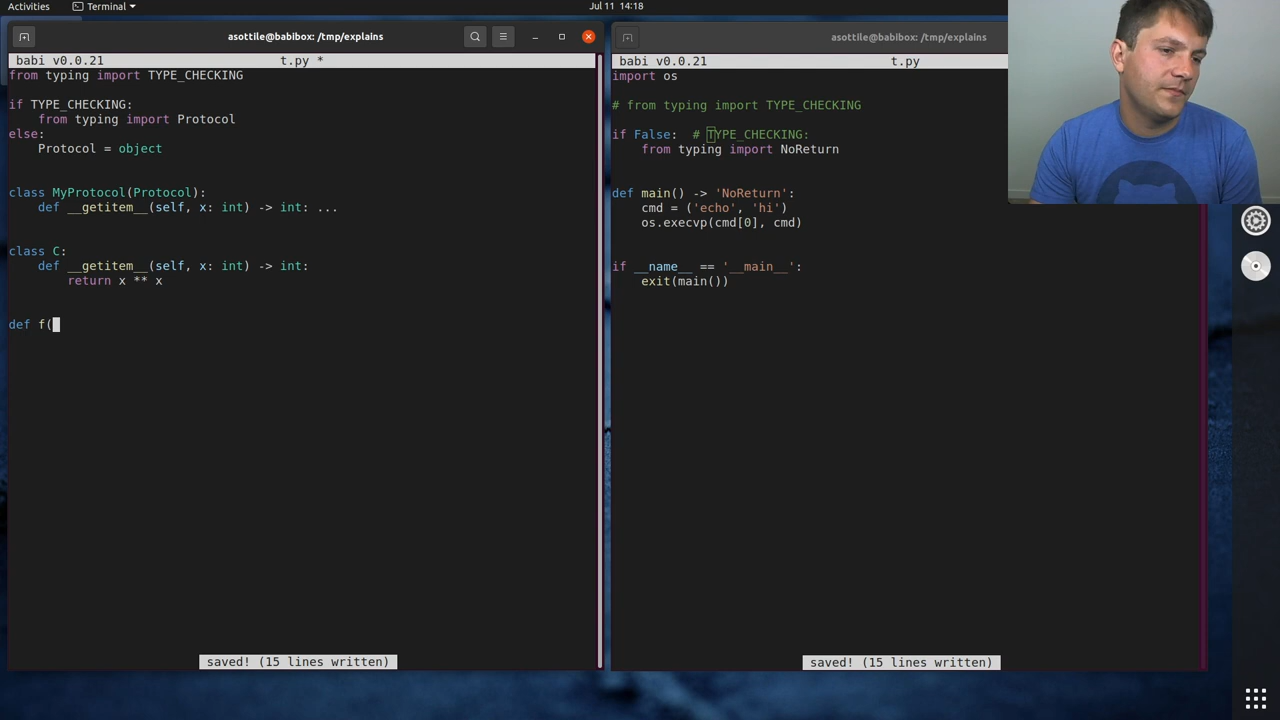 Activities
Terminal
Jul 11 14:18
asottile@babibox: /tmp/explains
babi v0.0.21 t.py *
from typing import TYPE_CHECKING
if TYPE_CHECKING:
from typing import Protocol
else:
Protocol = object
class MyProtocol(Protocol):
def __getitem__(self, x: int) -> int: ...
class C:
def __getitem__(self, x: int) -> int:
return x ** x
def f(
saved! (15 lines written)
asottile@babibox: /tmp/explains
babi v0.0.21 t.py
import os
# from typing import TYPE_CHECKING
if False:  # TYPE_CHECKING:
from typing import NoReturn
def main() -> 'NoReturn':
cmd = ('echo', 'hi')
os.execvp(cmd[0], cmd)
if __name__ == '__main__':
exit(main())
saved! (15 lines written)